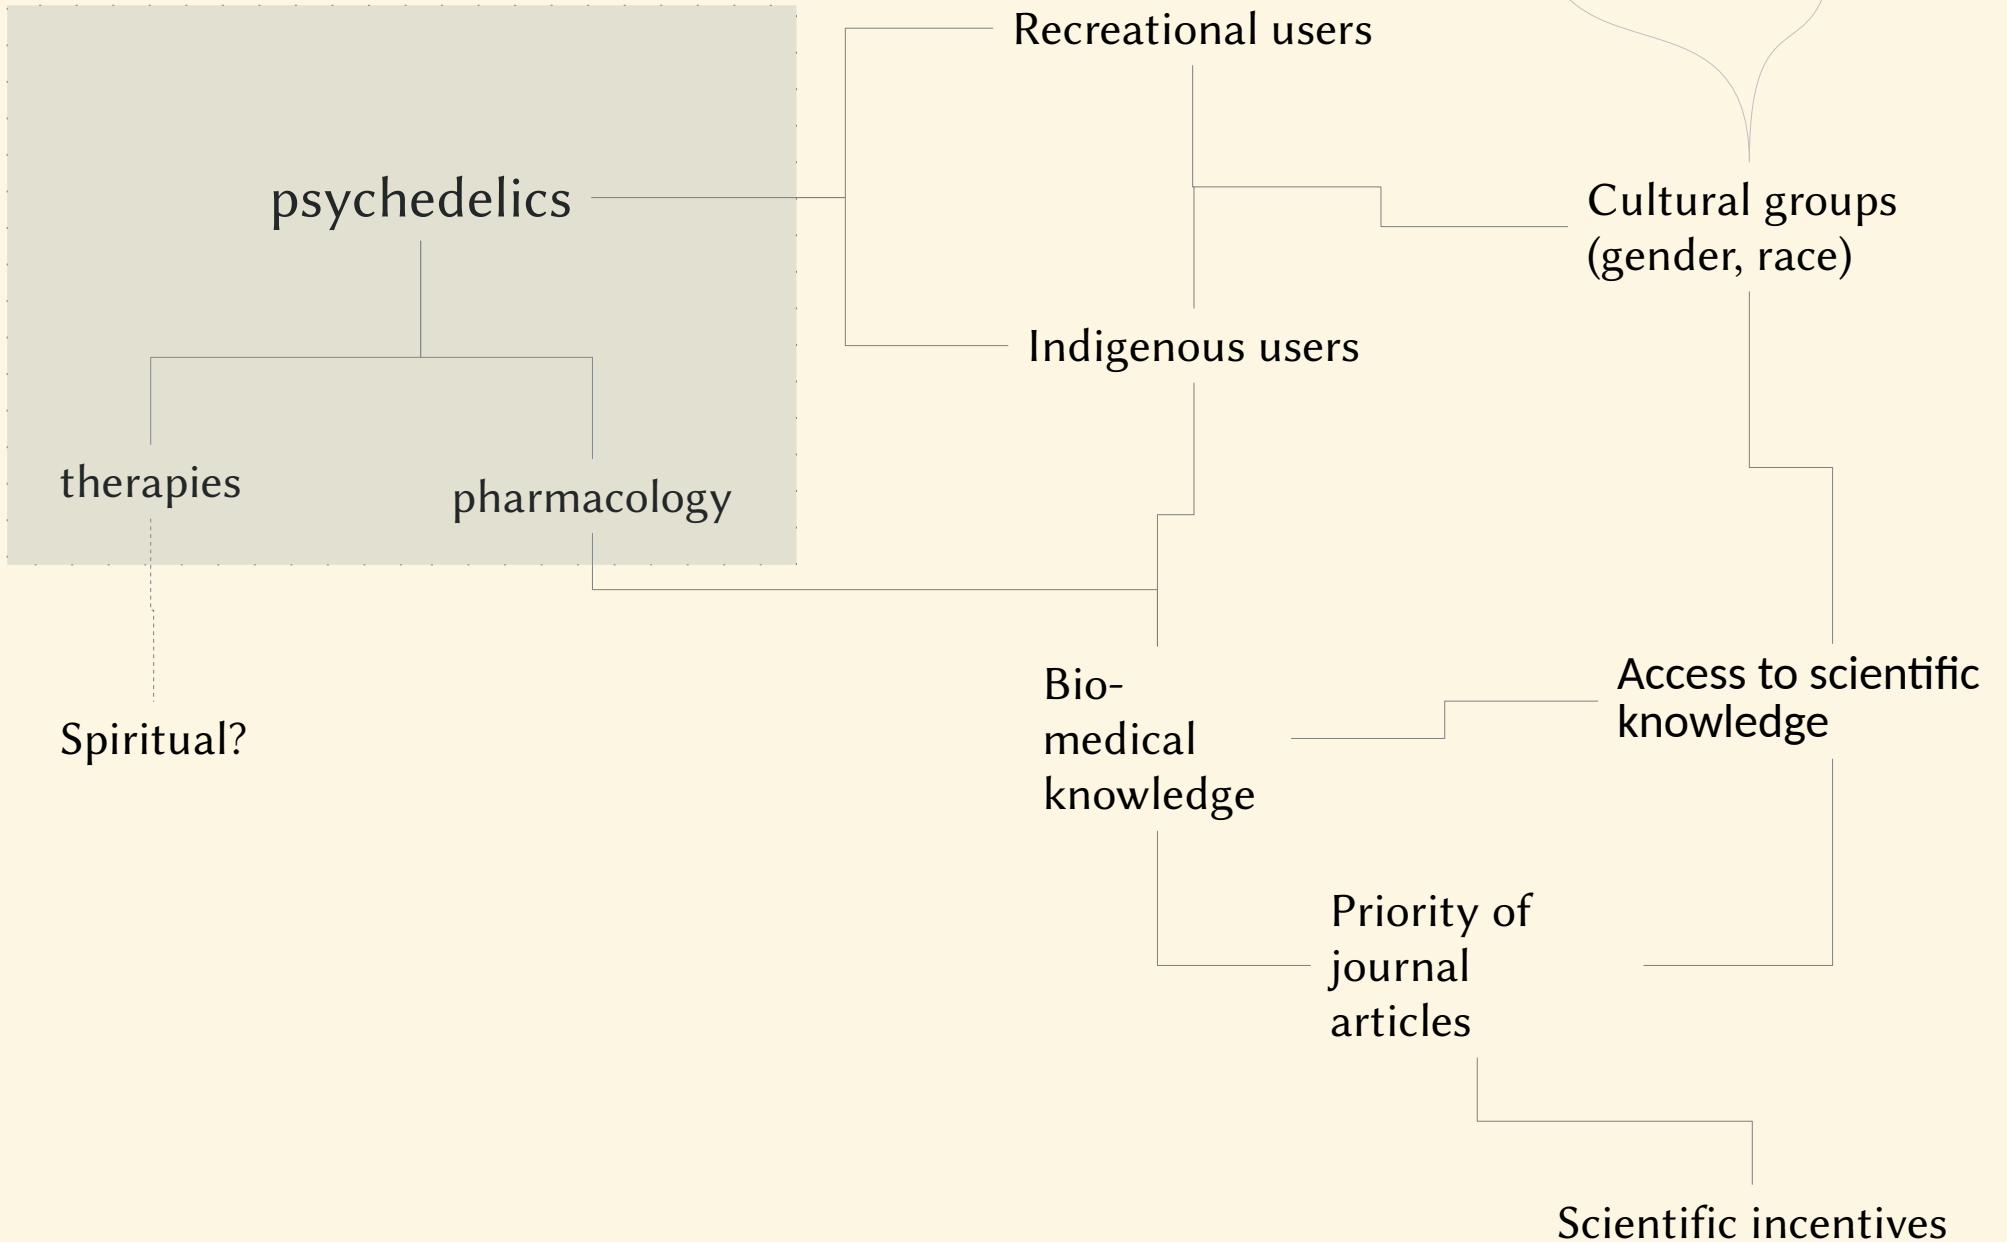 Recreational users
psychedelics
Cultural groups
(gender, race)
Indigenous users
therapies
pharmacology
Spiritual?
Bio-
medical
knowledge
Access to scientific
knowledge
Priority of
journal
articles
Scientific incentives